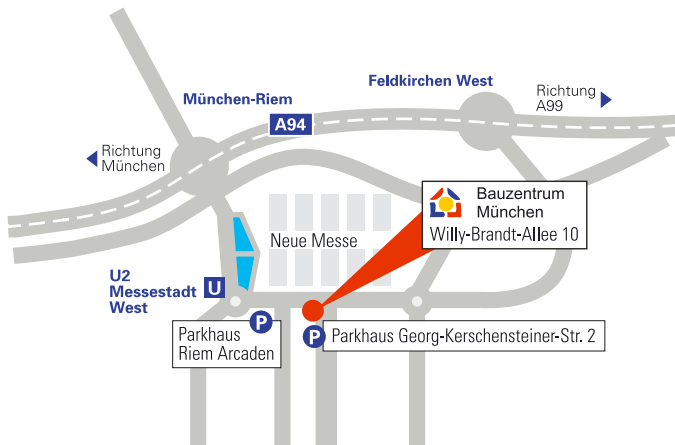 Feldkirchen West
München-Riem
Richtung
A99
A94
Richtung
München
Bauzentrum
München
Willy-Brandt-Allee 10
Neue Messe
U2
Messestadt
West
U
P
Parkhaus
Riem Arcaden
P
Parkhaus Georg-Kerschensteiner-Str. 2